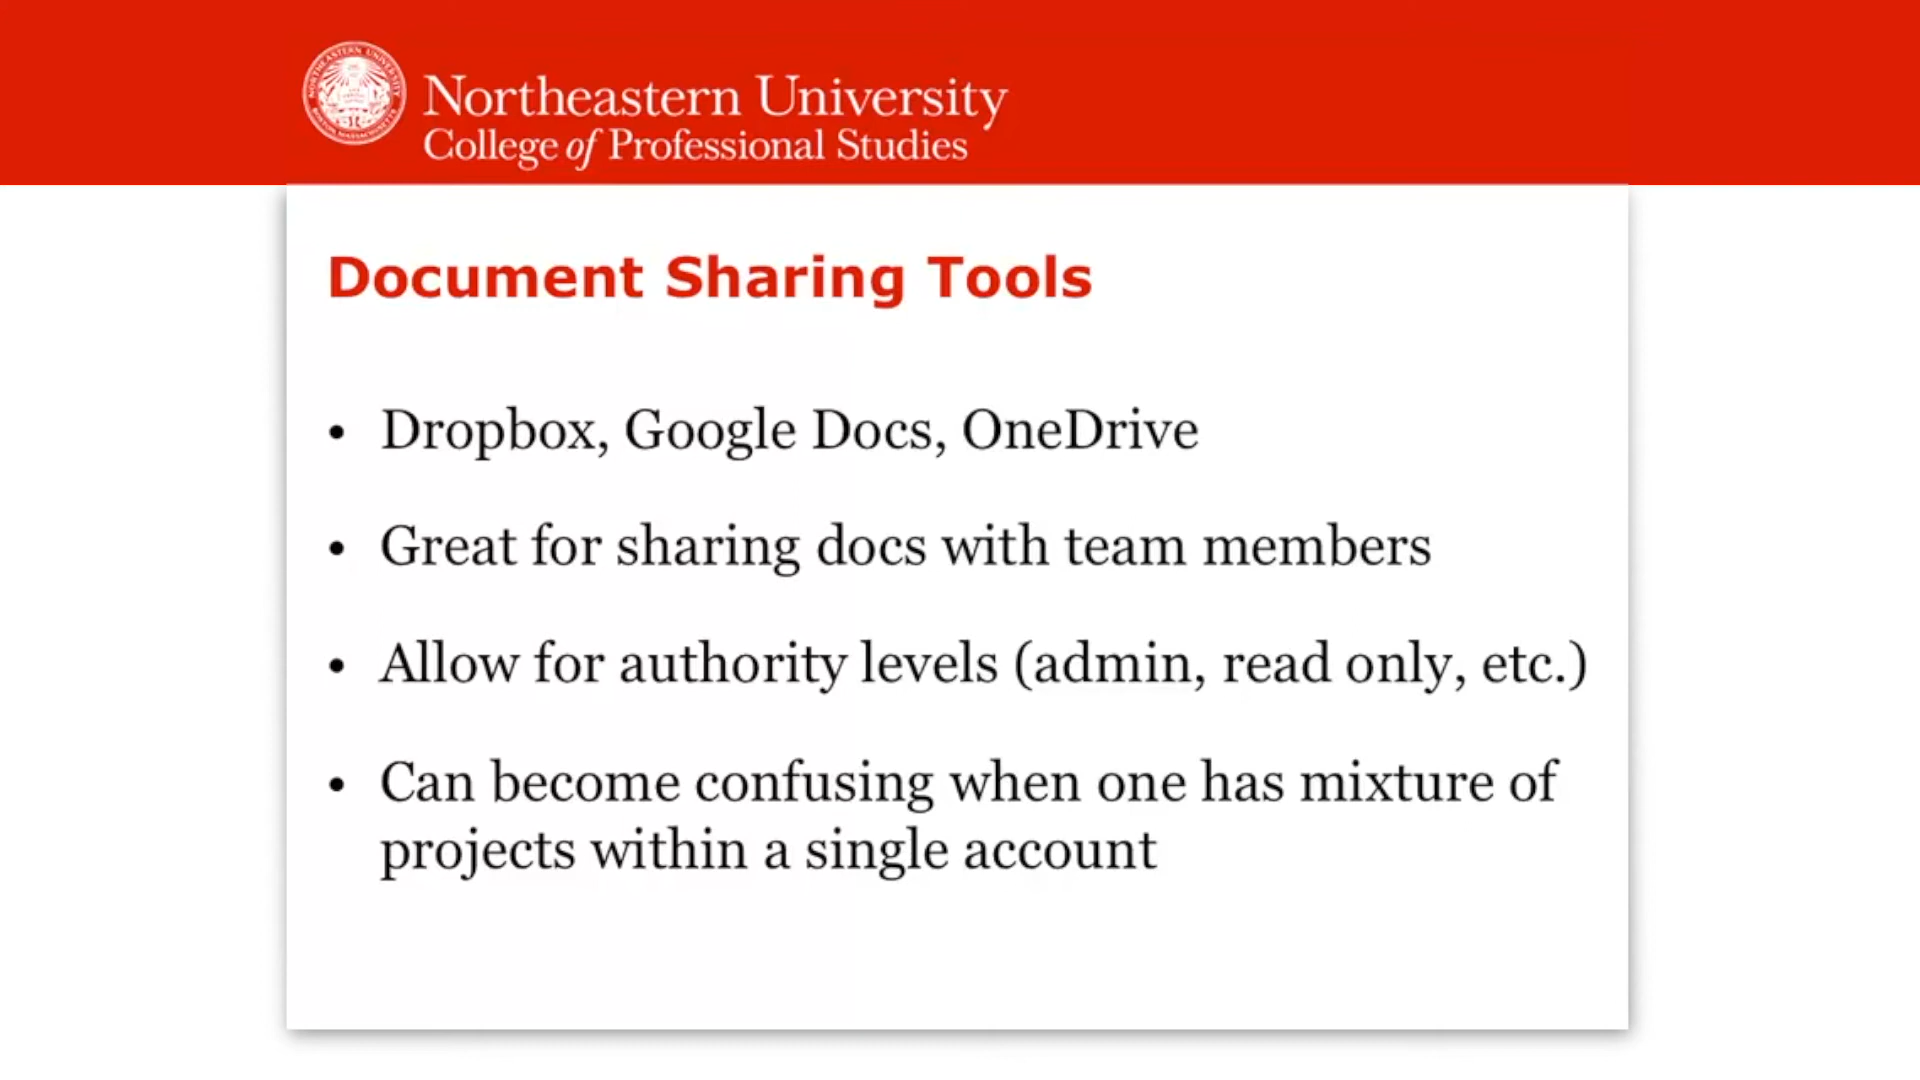 Northeastern University
College of Professional Studies
Document Sharing Tools
• Dropbox, Google Docs, OneDrive
• Great for sharing docs with team members
• Allow for authority levels (admin, read only, etc.)
• Can become confusing when one has mixture of
projects within a single account